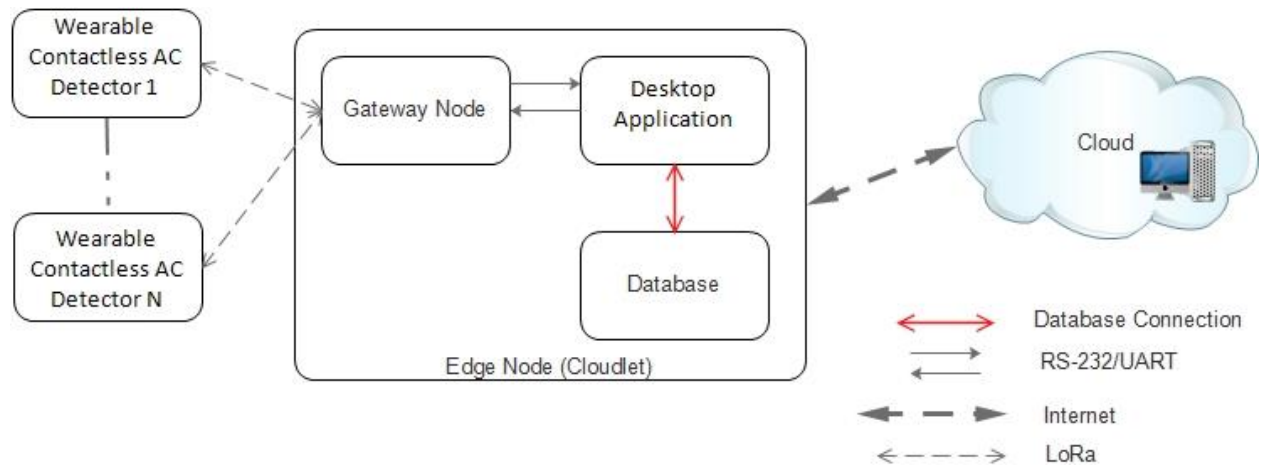 Wearable
Contactless AC
Detector 1
Wearable
Contactless AC
Detector N
Gateway Node
Desktop
Application
Database
Edge Node (Cloudlet)
Cloud
Database Connection
RS-232/UART
Internet
LoRa